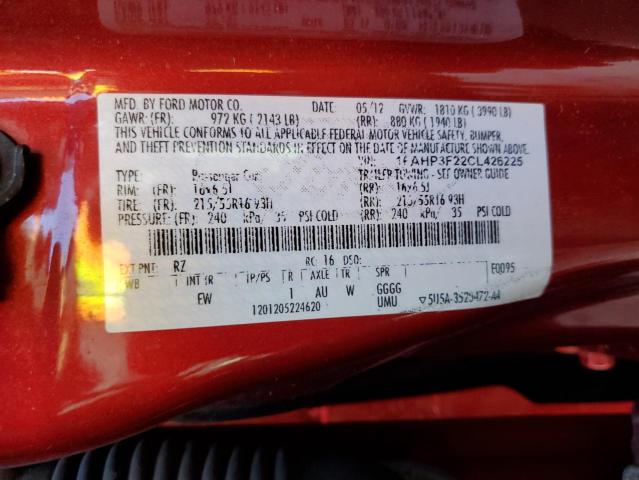 MFD. BY FORD MOTOR CO. DATE: 05/12 GVWR: 1810 KG (3990 LB)
GAWR: (FR): 972 KG (2143 LB) (RR): 880 KG (1940 LB)
THIS VEHICLE CONFORMS TO ALL APPLICABLE FEDERAL MOTOR VEHICLE SAFETY, BUMPER,
AND THEFT PREVENTION STANDARDS IN EFFECT ON THE DATE OF MANUFACTURE SHOWN ABOVE.
VIN: 1FAHP3F22CL426225
TYPE: Passenger Car TRAILER TOWING - SEE OWNER GUIDE
RIM: (FR): 16x6.5J (RR): 16x6.5J
TIRE: (FR): 215/55R16 93H (RR): 215/55R16 93H
PRESSURE: (FR): 240 kPa/ 35 PSI COLD (RR): 240 kPa/ 35 PSI COLD
EXT PNT: RZ RC: 16 DSO:
WB INT TR TP/PS TR AXLE TR SPR E0095
EW 1 AU W GGGG
1201205224620 UMU ▽5U5A-3520472-AA